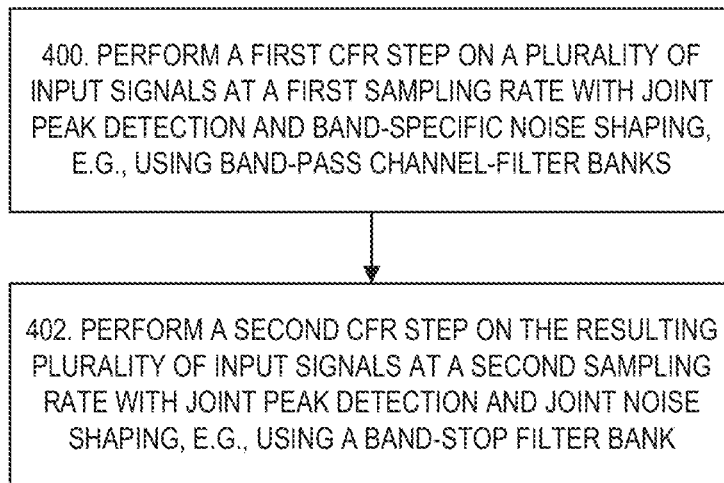 400. PERFORM A FIRST CFR STEP ON A PLURALITY OF
INPUT SIGNALS AT A FIRST SAMPLING RATE WITH JOINT
PEAK DETECTION AND BAND-SPECIFIC NOISE SHAPING,
E.G., USING BAND-PASS CHANNEL-FILTER BANKS
402. PERFORM A SECOND CFR STEP ON THE RESULTING
PLURALITY OF INPUT SIGNALS AT A SECOND SAMPLING
RATE WITH JOINT PEAK DETECTION AND JOINT NOISE
SHAPING, E.G., USING A BAND-STOP FILTER BANK